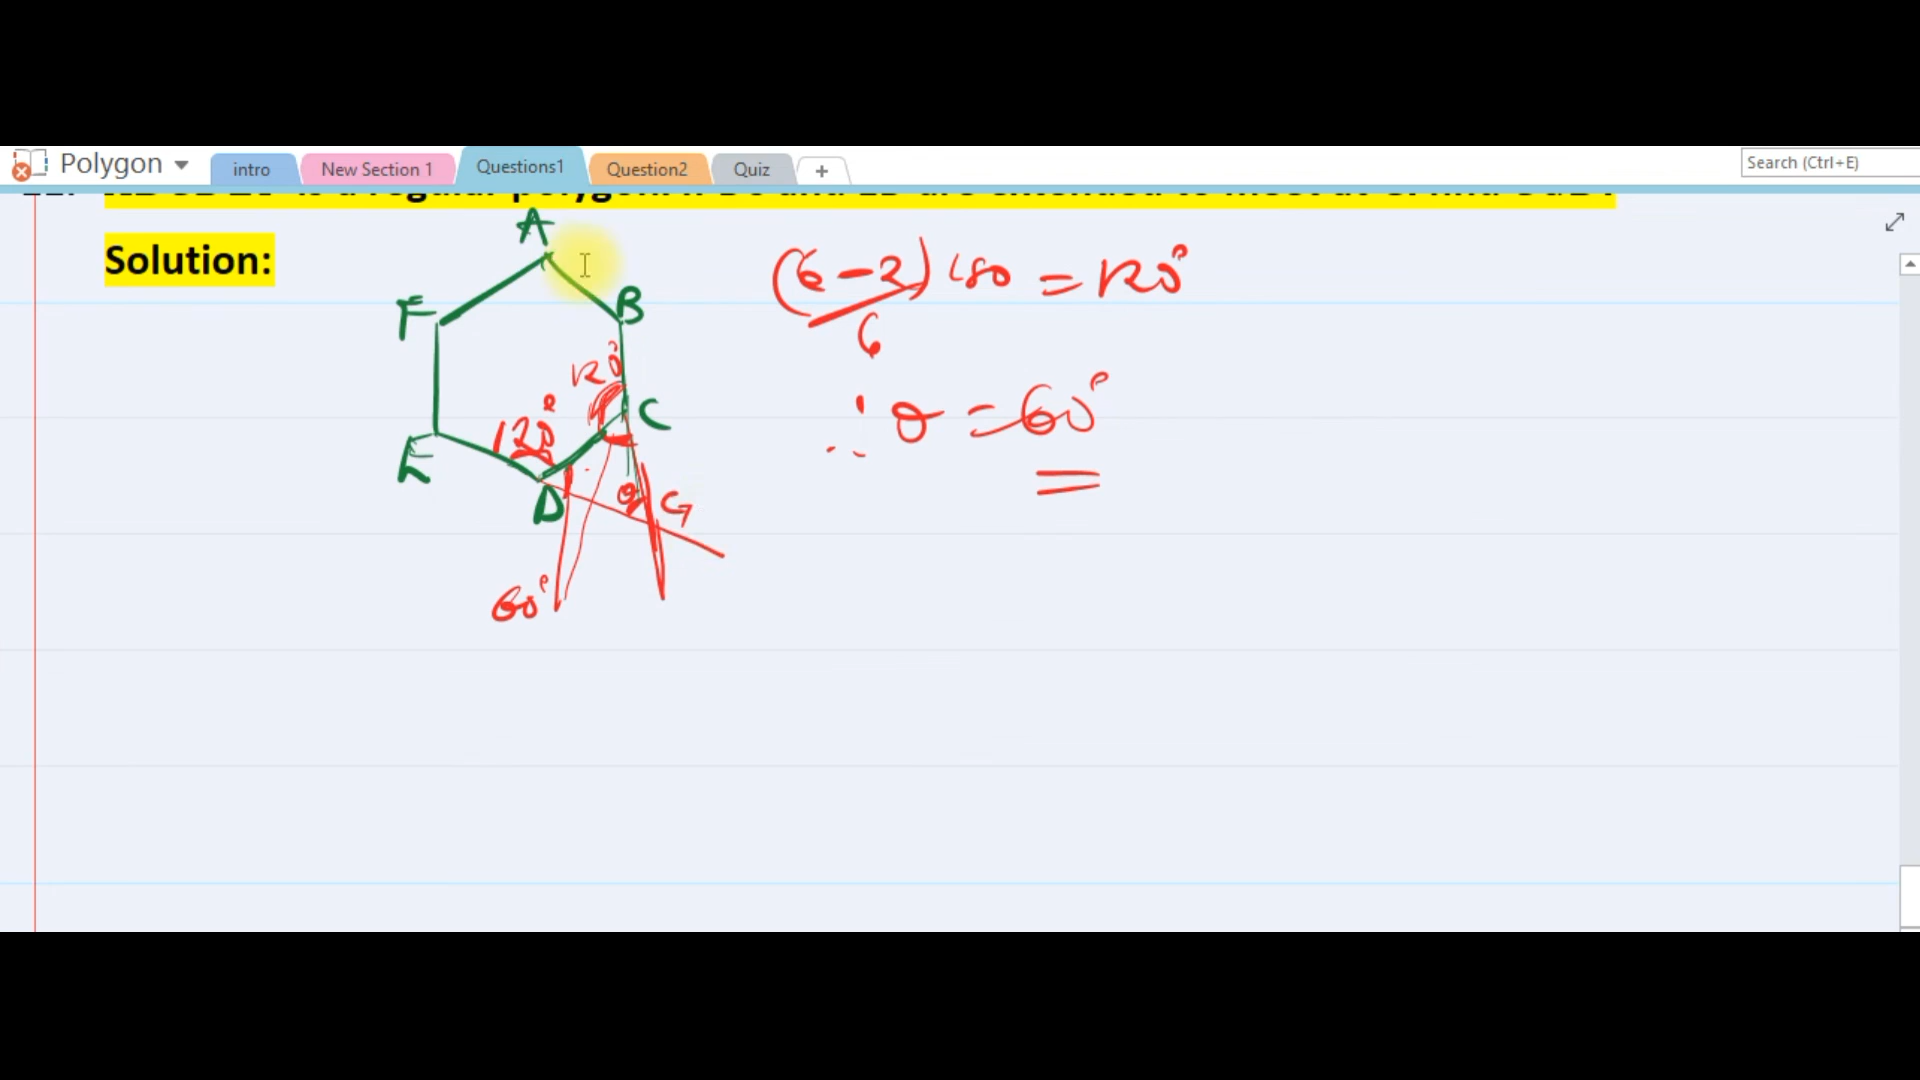 Polygon
intro
New Section 1
Questions1
Question2
Quiz
+
Search (Ctrl+E)
Solution:
A
F
B
(6-2)180 = 120°
6
120°
C
120°
∴ θ = 60°
E
D
θ
G
60°